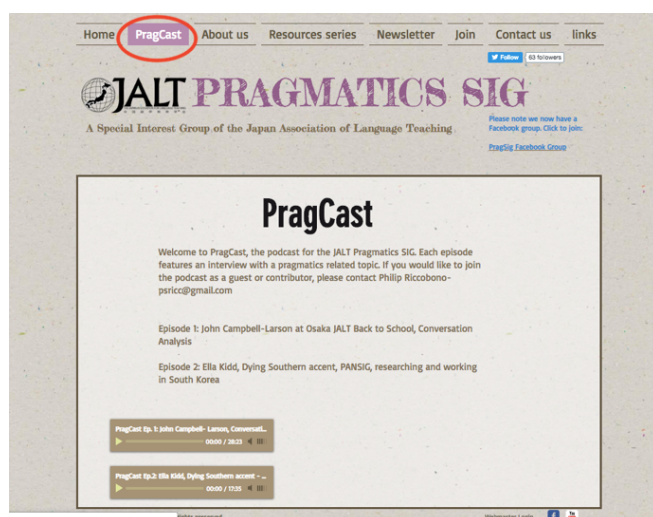 Home PragCast About us Resources series Newsletter Join Contact us links
Follow 63 followers
JALT PRAGMATICS SIG
A Special Interest Group of the Japan Association of Language Teaching
Please note we now have a
Facebook group. Click to
join:
PragSig Facebook Group
PragCast
Welcome to PragCast, the podcast for the JALT Pragmatics SIG. Each episode
features an interview with a pragmatics related topic. If you would like to join
the podcast as a guest or contributor, please contact Philip Riccobono-
psricc@gmail.com
Episode 1: John Campbell-Larson at Osaka JALT Back to School, Conversation
Analysis
Episode 2: Ella Kidd, Dying Southern accent, PANSIG, researching and working
in South Korea
PragCast Ep. 1: John Campbell- Larson, Conversati...
00:00 / 28:23
PragCast Ep.2: Ella Kidd, Dying Southern accent - ...
00:00 / 17:35
Webmaster Login